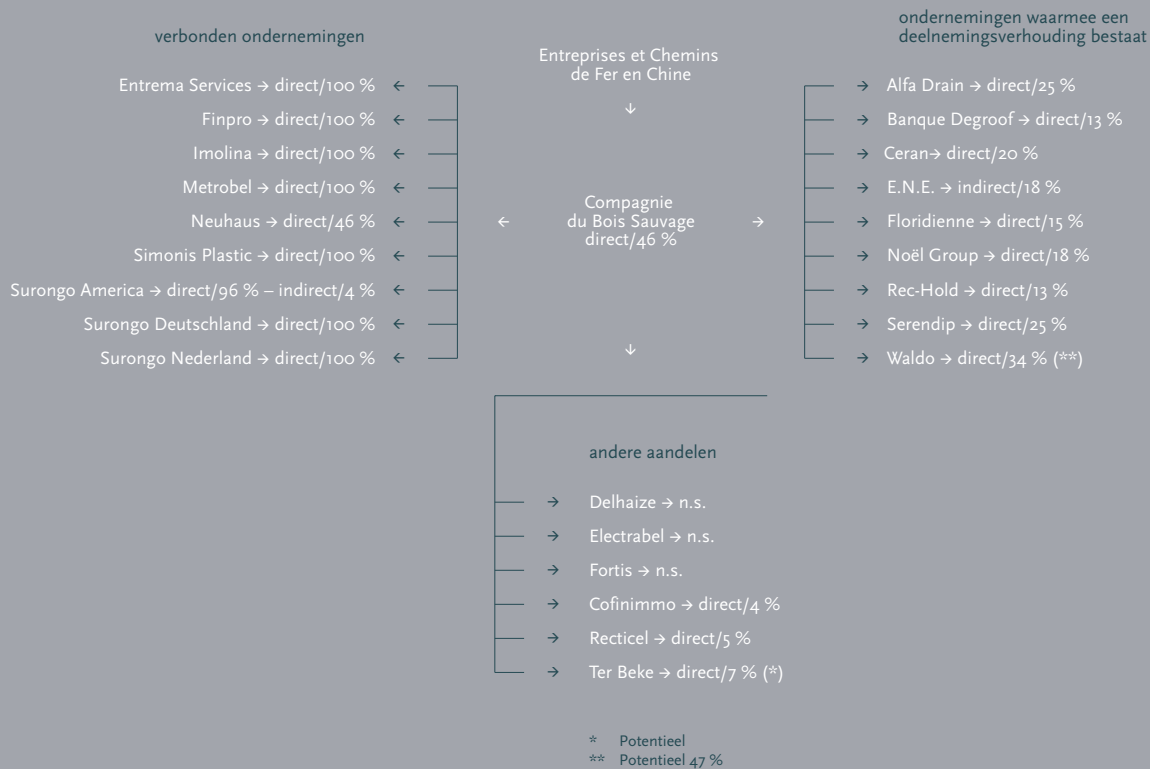 verbonden ondernemingen
Entrema Services → direct/100 % ←
Finpro → direct/100 % ←
Imolina → direct/100 % ←
Metrobel → direct/100 % ←
Neuhaus → direct/46 % ←
Simonis Plastic → direct/100 % ←
Surongo America → direct/96 % – indirect/4 % ←
Surongo Deutschland → direct/100 % ←
Surongo Nederland → direct/100 % ←
Entreprises et Chemins
de Fer en Chine
↓
← Compagnie
du Bois Sauvage →
direct/46 %
↓
ondernemingen waarmee een
deelnemingsverhouding bestaat
→ Alfa Drain → direct/25 %
→ Banque Degroof → direct/13 %
→ Ceran→ direct/20 %
→ E.N.E. → indirect/18 %
→ Floridienne → direct/15 %
→ Noël Group → direct/18 %
→ Rec-Hold → direct/13 %
→ Serendip → direct/25 %
→ Waldo → direct/34 % (**)
andere aandelen
→ Delhaize → n.s.
→ Electrabel → n.s.
→ Fortis → n.s.
→ Cofinimmo → direct/4 %
→ Recticel → direct/5 %
→ Ter Beke → direct/7 % (*)
* Potentieel
** Potentieel 47 %